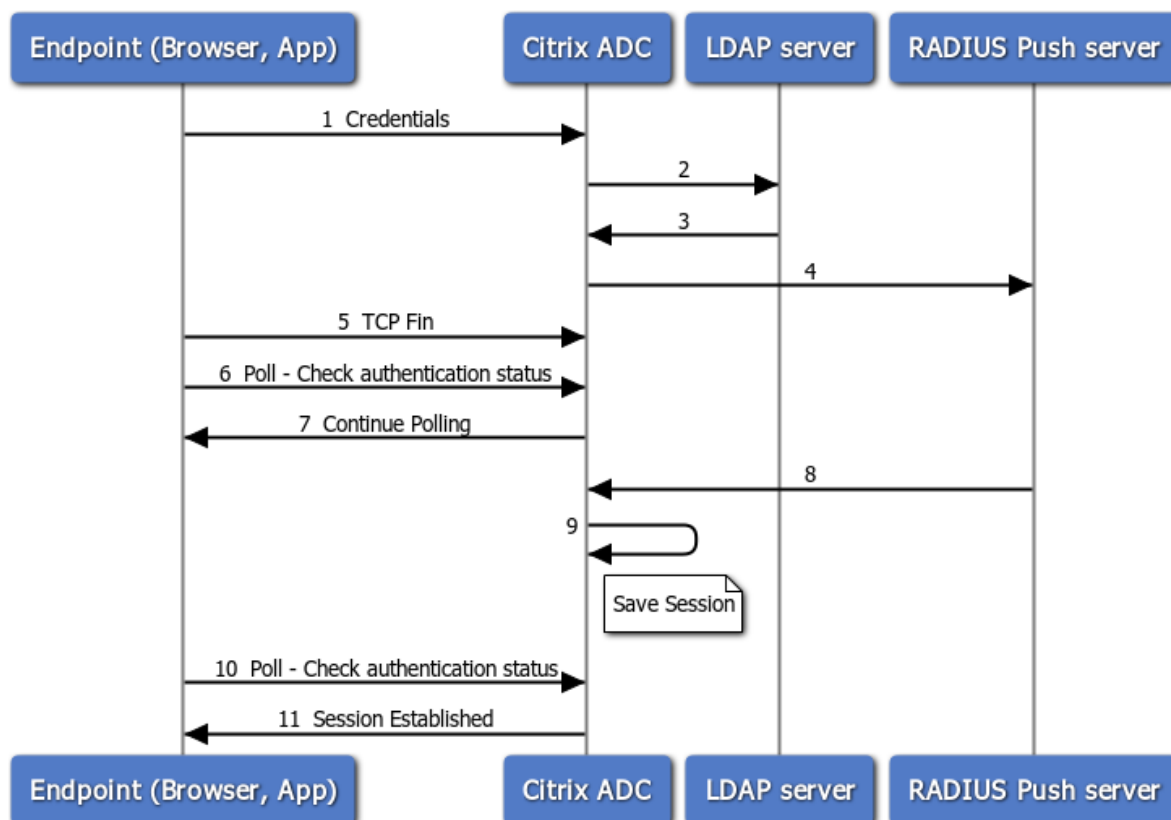 Endpoint (Browser, App) Citrix ADC LDAP server RADIUS Push server
1 Credentials
2
3
4
5 TCP Fin
6 Poll - Check authentication status
7 Continue Polling
8
9
Save Session
10 Poll - Check authentication status
11 Session Established
Endpoint (Browser, App) Citrix ADC LDAP server RADIUS Push server